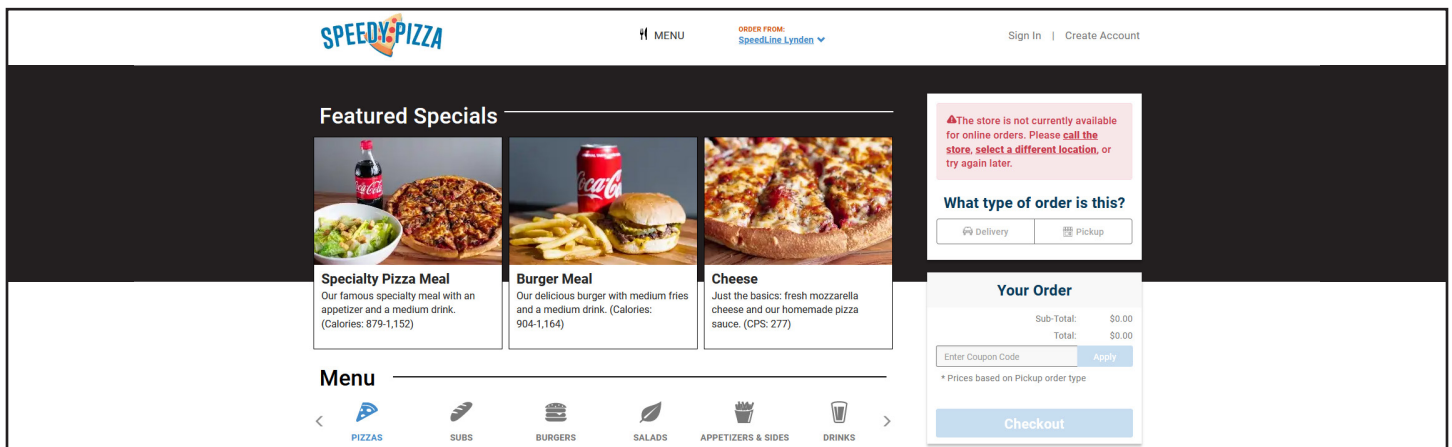 SPEEDY PIZZA
MENU
ORDER FROM:
SpeedLine Lynden
Sign In | Create Account
Featured Specials
Coca-Cola
Coca-Cola
Specialty Pizza Meal
Our famous specialty meal with an
appetizer and a medium drink.
(Calories: 879-1,152)
Burger Meal
Our delicious burger with medium fries
and a medium drink. (Calories:
904-1,164)
Cheese
Just the basics: fresh mozzarella
cheese and our homemade pizza
sauce. (CPS: 277)
The store is not currently available
for online orders. Please call the
store, select a different location, or
try again later.
What type of order is this?
Delivery
Pickup
Your Order
Sub-Total: $0.00
Total: $0.00
Enter Coupon Code
Apply
* Prices based on Pickup order type
Checkout
Menu
PIZZAS
SUBS
BURGERS
SALADS
APPETIZERS & SIDES
DRINKS